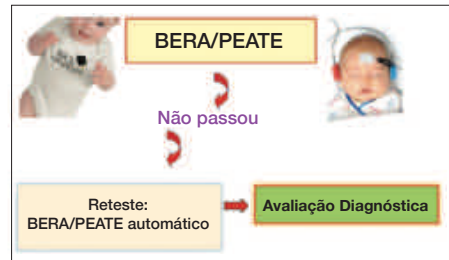 BERA/PEATE
Não passou
Reteste:
BERA/PEATE automático
Avaliação Diagnóstica